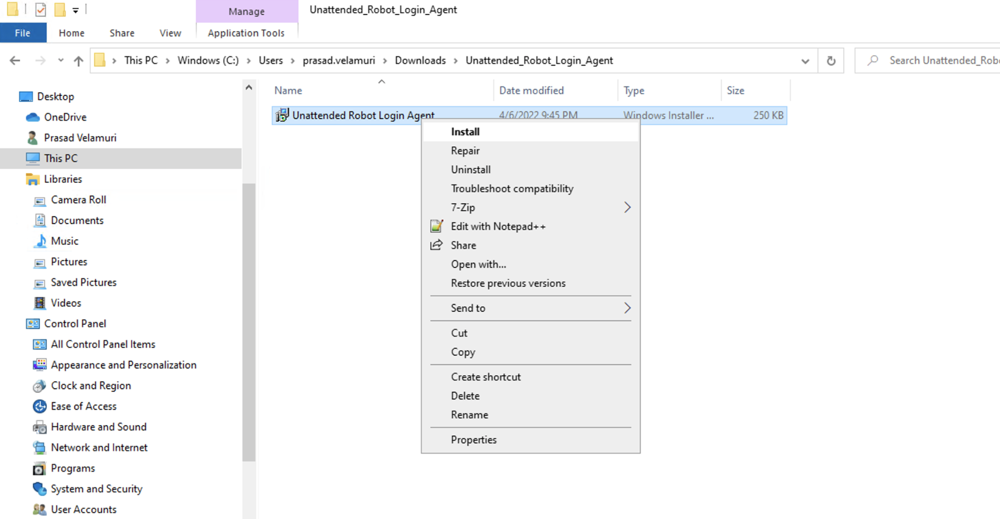 Manage
Unattended_Robot_Login_Agent
File Home Share View Application Tools
This PC Windows (C:) Users prasad.velamuri Downloads Unattended_Robot_Login_Agent
Search Unattended_Rob
Desktop
OneDrive
Prasad Velamuri
This PC
Libraries
Camera Roll
Documents
Music
Pictures
Saved Pictures
Videos
Control Panel
All Control Panel Items
Appearance and Personalization
Clock and Region
Ease of Access
Hardware and Sound
Network and Internet
Programs
System and Security
User Accounts
Name Date modified Type Size
Unattended Robot Login Agent 4/6/2022 9:45 PM Windows Installer ... 250 KB
Install
Repair
Uninstall
Troubleshoot compatibility
7-Zip
Edit with Notepad++
Share
Open with...
Restore previous versions
Send to
Cut
Copy
Create shortcut
Delete
Rename
Properties